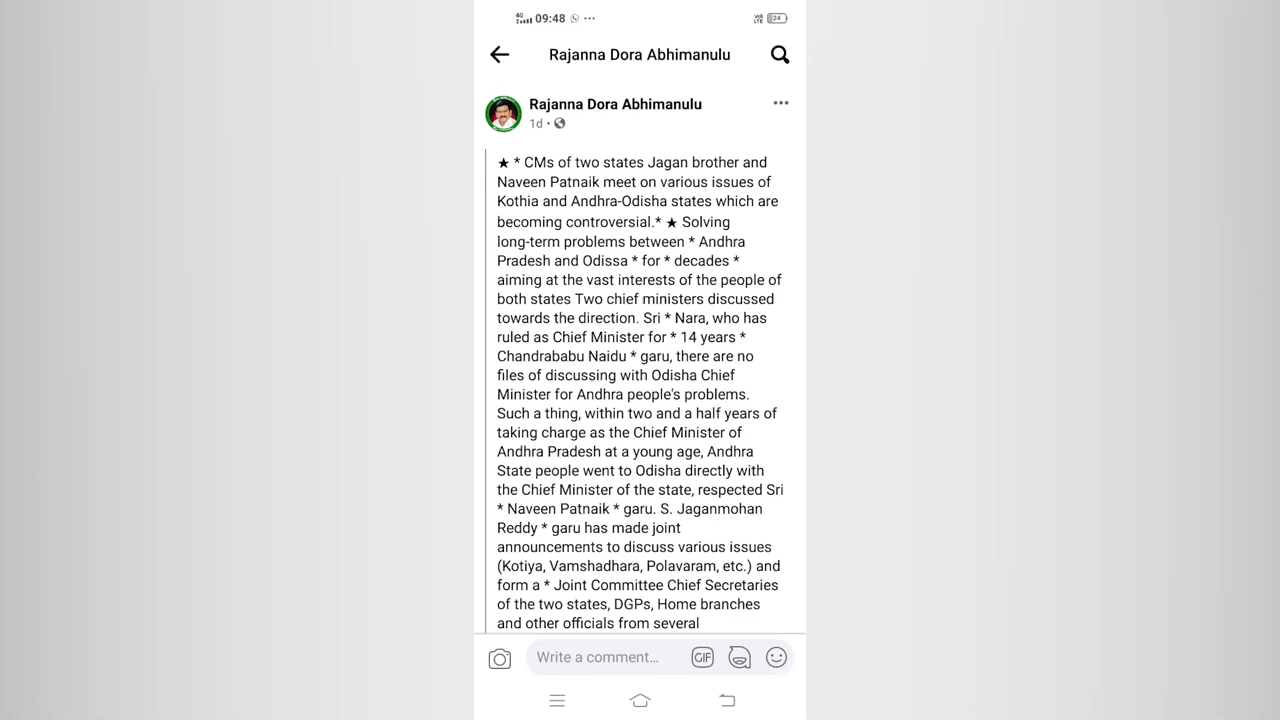 4G 09:48
Vo) LTE 24
Rajanna Dora Abhimanulu
Rajanna Dora Abhimanulu
1d •
★ * CMs of two states Jagan brother and
Naveen Patnaik meet on various issues of
Kothia and Andhra-Odisha states which are
becoming controversial.* ★ Solving
long-term problems between * Andhra
Pradesh and Odissa * for * decades *
aiming at the vast interests of the people of
both states Two chief ministers discussed
towards the direction. Sri * Nara, who has
ruled as Chief Minister for * 14 years *
Chandrababu Naidu * garu, there are no
files of discussing with Odisha Chief
Minister for Andhra people's problems.
Such a thing, within two and a half years of
taking charge as the Chief Minister of
Andhra Pradesh at a young age, Andhra
State people went to Odisha directly with
the Chief Minister of the state, respected Sri
* Naveen Patnaik * garu. S. Jaganmohan
Reddy * garu has made joint
announcements to discuss various issues
(Kotiya, Vamshadhara, Polavaram, etc.) and
form a * Joint Committee Chief Secretaries
of the two states, DGPs, Home branches
and other officials from several
Write a comment...
GIF